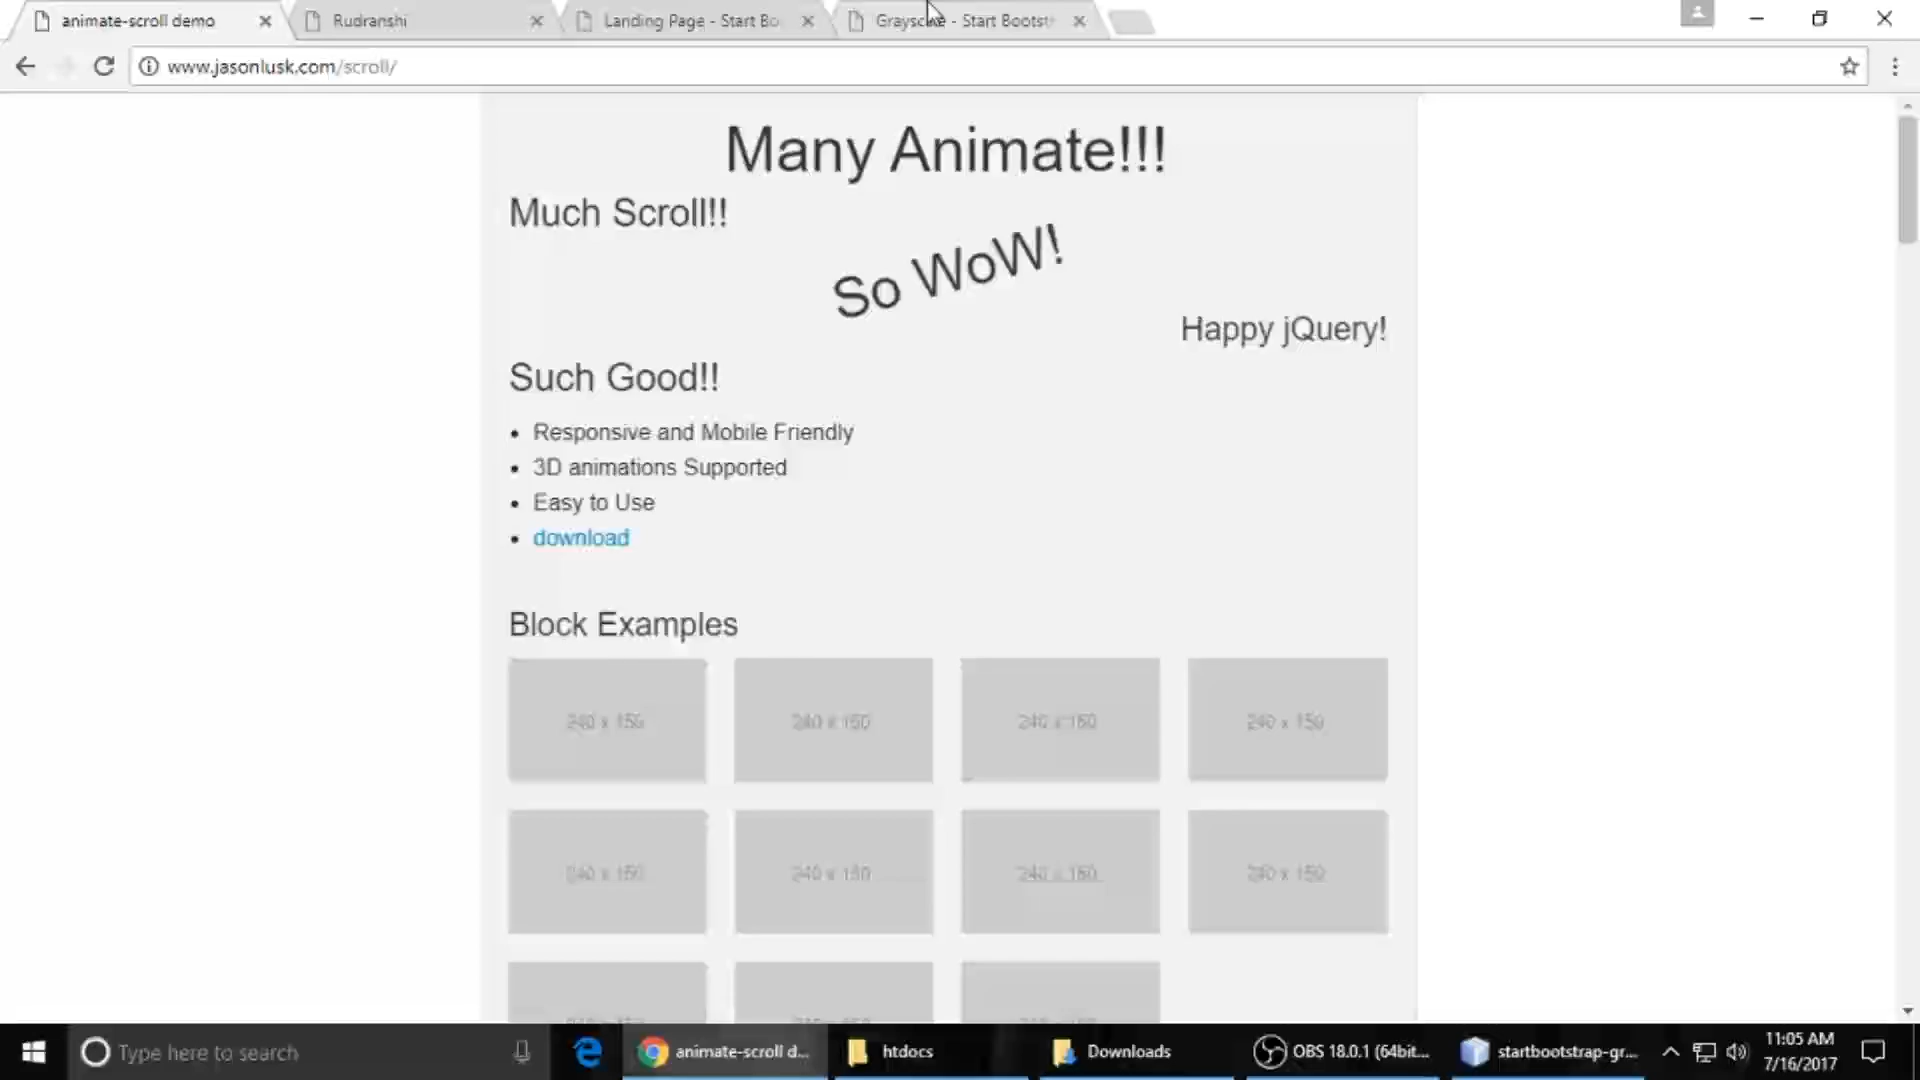 animate-scroll demo
Rudranshi
Landing Page - Start Bo
- Start Bootst
www.jasonlusk.com/scroll/
Many Animate!!!
Much Scroll!!
So WoW!
Happy jQuery!
Such Good!!
Responsive and Mobile Friendly
3D animations Supported
Easy to Use
download
Block Examples
240 x 150 240 x 150 240 x 150 240 x 150
240 x 150 240 x 150 240 x 150 240 x 150
Type here to search
animate-scroll d...
htdocs
Downloads
OBS 18.0.1 (64bit...
startbootstrap-gr...
11:05 AM
7/16/2017